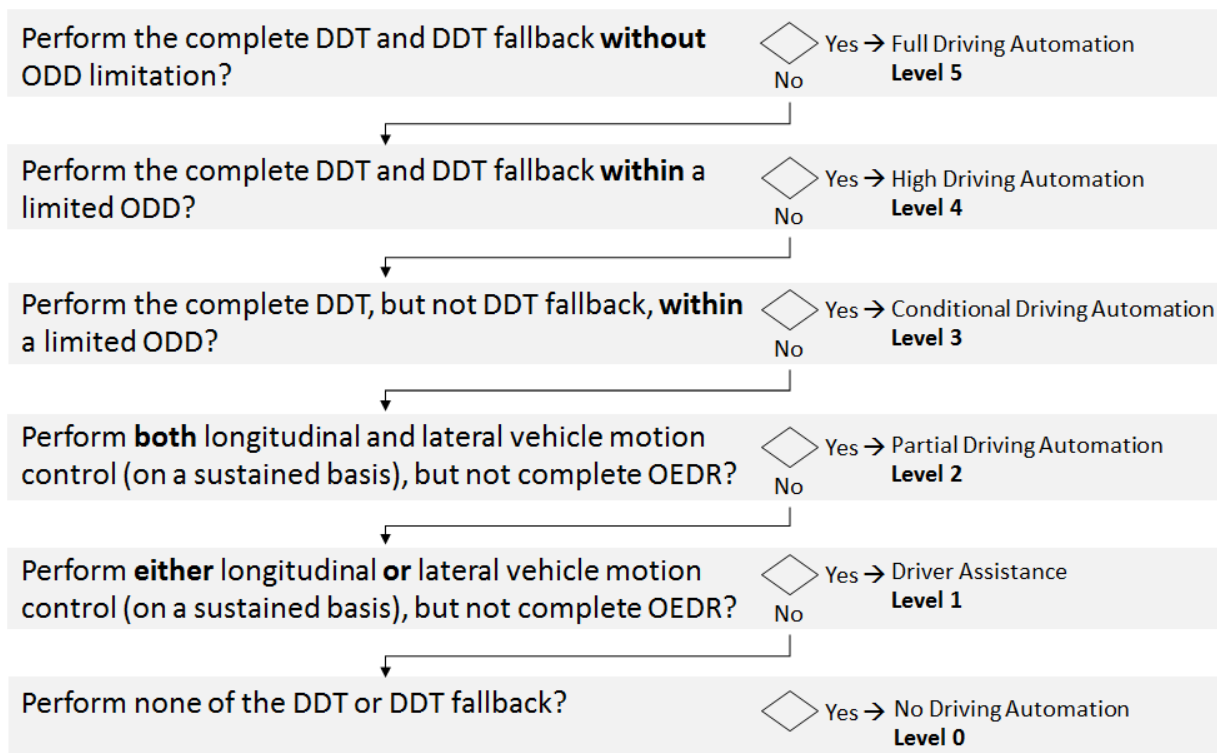 Perform the complete DDT and DDT fallback without
ODD limitation?
Yes → Full Driving Automation
Level 5
No
Perform the complete DDT and DDT fallback within a
limited ODD?
Yes → High Driving Automation
Level 4
No
Perform the complete DDT, but not DDT fallback, within
a limited ODD?
Yes → Conditional Driving Automation
Level 3
No
Perform both longitudinal and lateral vehicle motion
control (on a sustained basis), but not complete OEDR?
Yes → Partial Driving Automation
Level 2
No
Perform either longitudinal or lateral vehicle motion
control (on a sustained basis), but not complete OEDR?
Yes → Driver Assistance
Level 1
No
Perform none of the DDT or DDT fallback?
Yes → No Driving Automation
Level 0